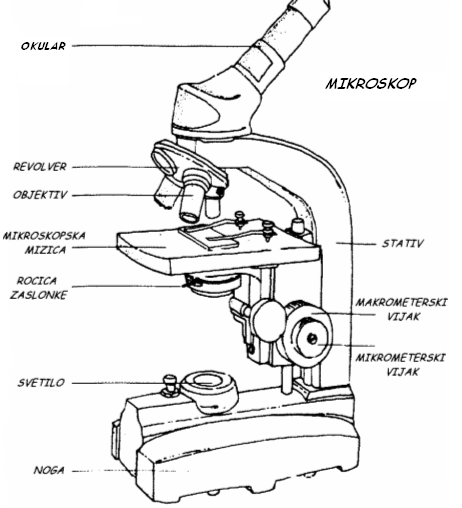 OKULAR
MIKROSKOP
REVOLVER
OBJEKTIV
MIKROSKOPSKA
MIZICA
STATIV
ROCICA
ZASLONKE
MAKROMETERSKI
VIJAK
MIKROMETERSKI
VIJAK
SVETILO
NOGA